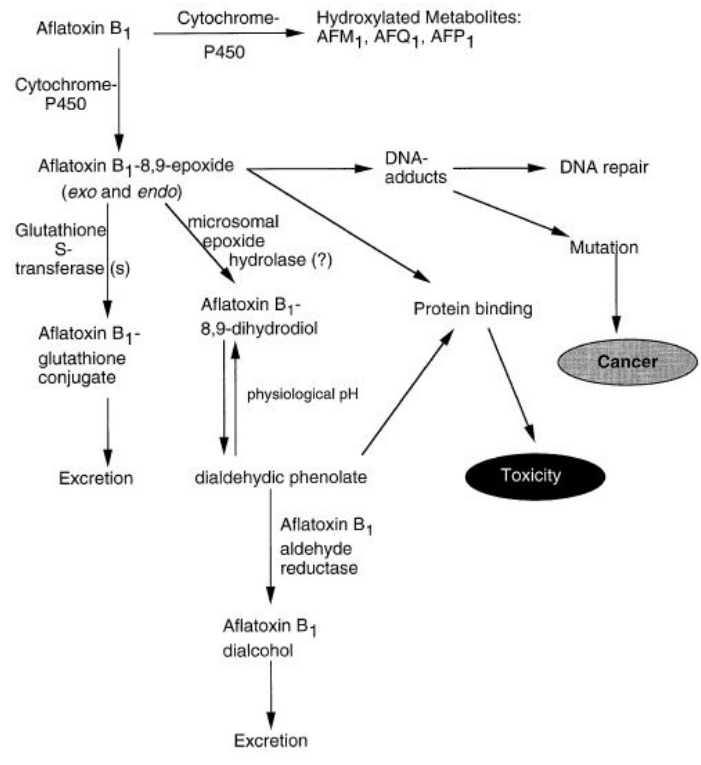 Aflatoxin B1
Cytochrome-
P450
Hydroxylated Metabolites:
AFM1, AFQ1, AFP1
Cytochrome-
P450
Aflatoxin B1-8,9-epoxide
(exo and endo)
DNA-
adducts
DNA repair
Mutation
Cancer
Glutathione
S-
transferase (s)
microsomal
epoxide
hydrolase (?)
Aflatoxin B1-
8,9-dihydrodiol
Protein binding
Aflatoxin B1-
glutathione
conjugate
physiological pH
Excretion
dialdehydic phenolate
Toxicity
Aflatoxin B1
aldehyde
reductase
Aflatoxin B1
dialcohol
Excretion